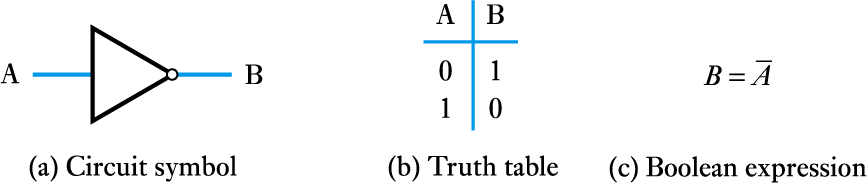 A B
A B
0 1
1 0
B = A̅
(a) Circuit symbol
(b) Truth table
(c) Boolean expression